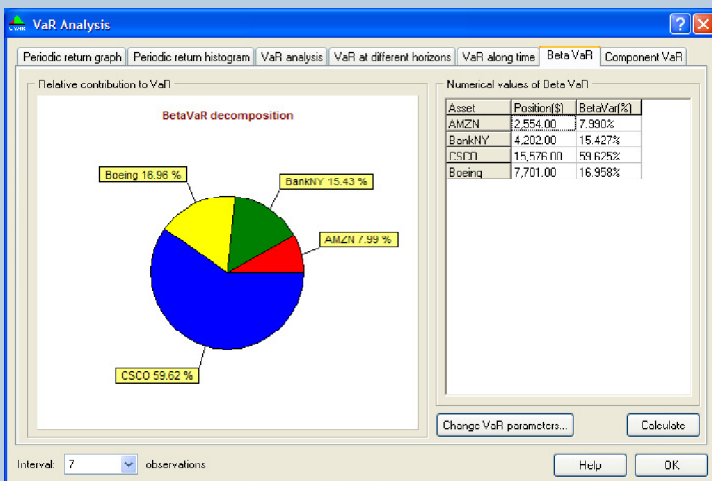 VaR Analysis
Periodic return graph Periodic return histogram VaR analysis VaR at different horizons VaR along time Beta VaR Component VaR
Relative contribution to VaR
BetaVaR decomposition
Boeing 16.96 %
BankNY 15.43 %
AMZN 7.99 %
CSCO 59.62 %
Numerical values of Beta VaR
Asset Position($) BetaVar(%)
AMZN 2,554.00 7.990%
BankNY 4,202.00 15.427%
CSCO 15,576.00 59.625%
Boeing 7,701.00 16.958%
Change VaR parameters... Calculate
Interval: 7 observations
Help OK